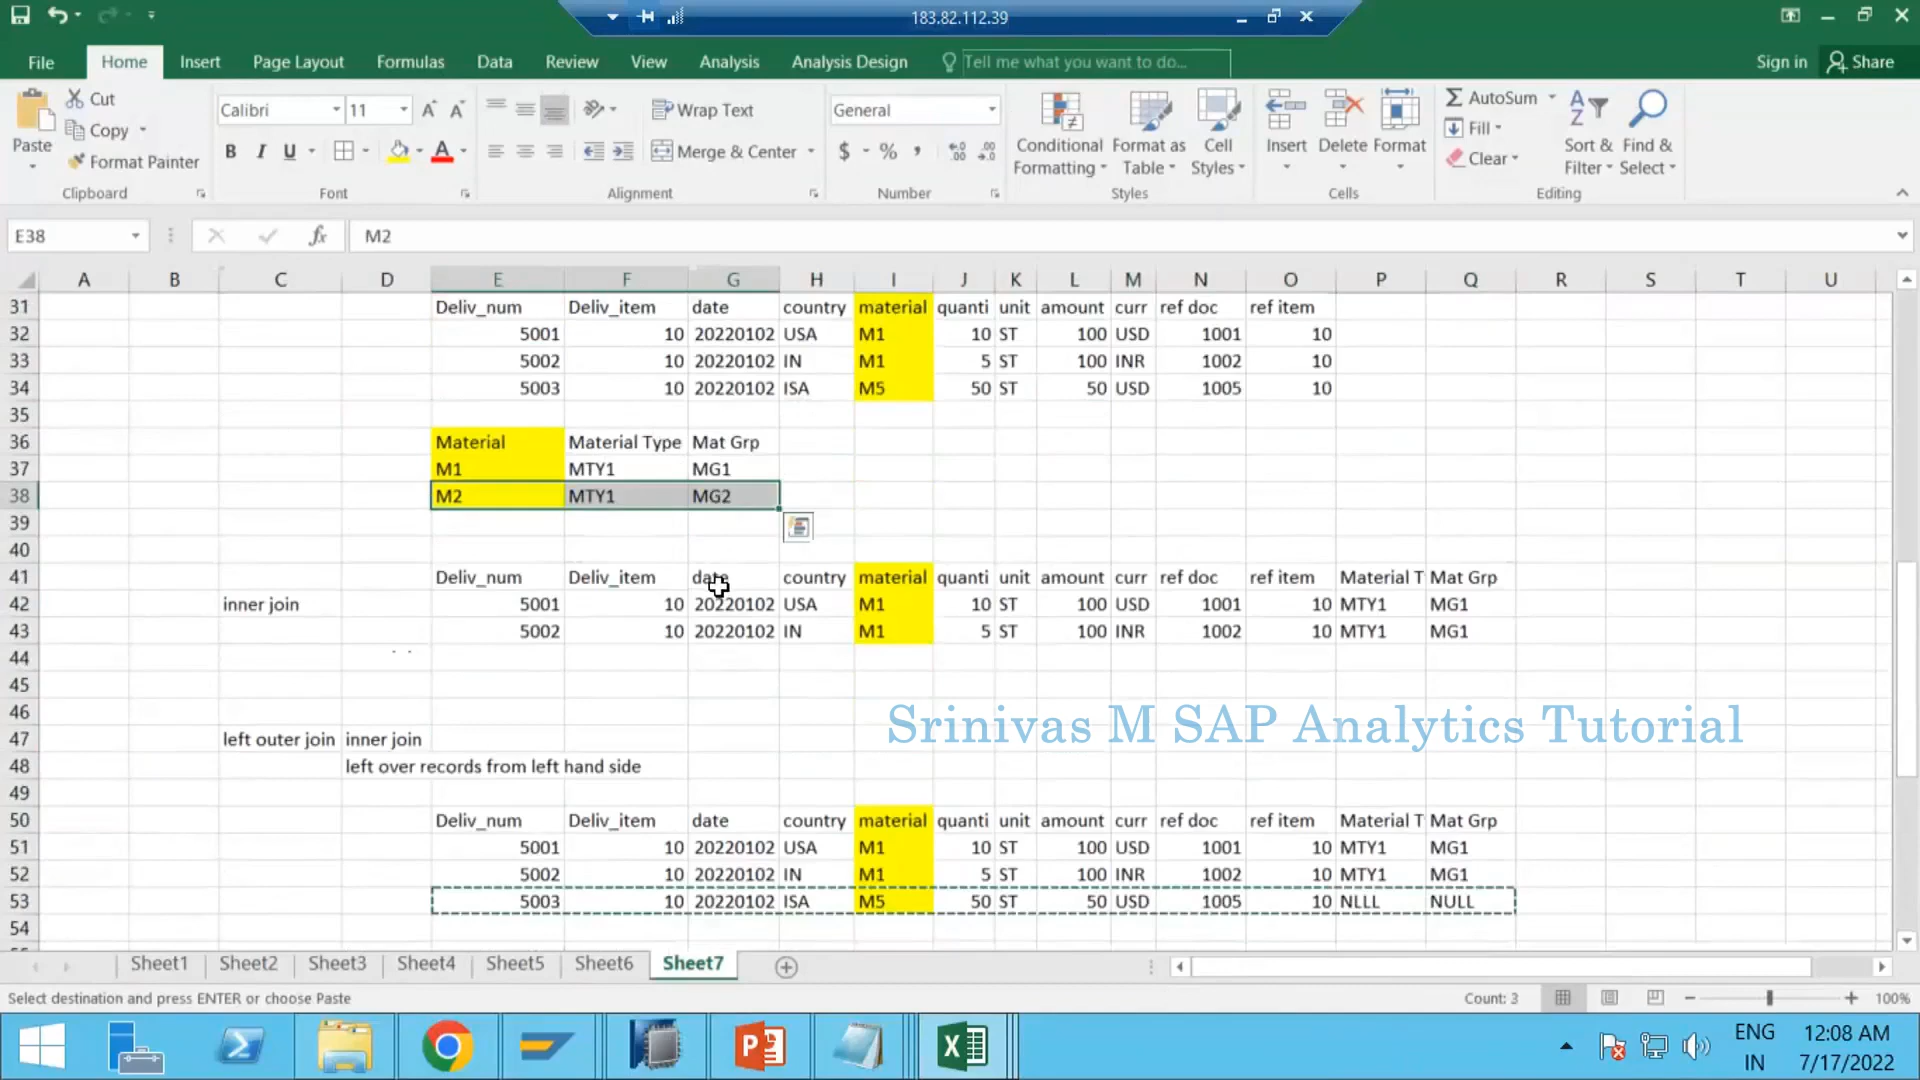 183.82.112.39
File Home Insert Page Layout Formulas Data Review View Analysis Analysis Design Tell me what you want to do... Sign in Share
Paste Cut Copy Format Painter Clipboard
Calibri 11 A A B I U A Font
Wrap Text Merge & Center Alignment
General $ % , .00 Number
Conditional Formatting Format as Table Cell Styles Styles
Insert Delete Format Cells
AutoSum Fill Clear Sort & Filter Find & Select Editing
E38 fx M2
A B C D E F G H I J K L M N O P Q R S T U
31 Deliv_num Deliv_item date country material quanti unit amount curr ref doc ref item
32 5001 10 20220102 USA M1 10 ST 100 USD 1001 10
33 5002 10 20220102 IN M1 5 ST 100 INR 1002 10
34 5003 10 20220102 ISA M5 50 ST 50 USD 1005 10
35
36 Material Material Type Mat Grp
37 M1 MTY1 MG1
38 M2 MTY1 MG2
39
40
41 Deliv_num Deliv_item date country material quanti unit amount curr ref doc ref item Material T Mat Grp
42 inner join 5001 10 20220102 USA M1 10 ST 100 USD 1001 10 MTY1 MG1
43 5002 10 20220102 IN M1 5 ST 100 INR 1002 10 MTY1 MG1
44
45
46
Srinivas M SAP Analytics Tutorial
47 left outer join inner join
48 left over records from left hand side
49
50 Deliv_num Deliv_item date country material quanti unit amount curr ref doc ref item Material T Mat Grp
51 5001 10 20220102 USA M1 10 ST 100 USD 1001 10 MTY1 MG1
52 5002 10 20220102 IN M1 5 ST 100 INR 1002 10 MTY1 MG1
53 5003 10 20220102 ISA M5 50 ST 50 USD 1005 10 NLLL NULL
54
Sheet1 Sheet2 Sheet3 Sheet4 Sheet5 Sheet6 Sheet7
Select destination and press ENTER or choose Paste Count: 3 100%
ENG 12:08 AM
IN 7/17/2022